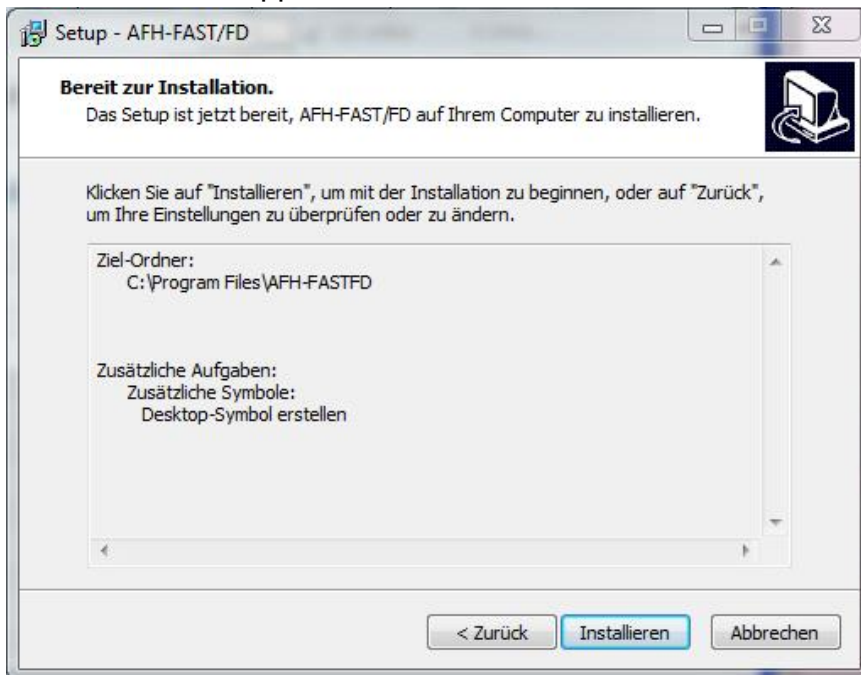 Setup - AFH-FAST/FD
Bereit zur Installation.
Das Setup ist jetzt bereit, AFH-FAST/FD auf Ihrem Computer zu installieren.
Klicken Sie auf "Installieren", um mit der Installation zu beginnen, oder auf "Zurück",
um Ihre Einstellungen zu überprüfen oder zu ändern.
Ziel-Ordner:
C:\Program Files\AFH-FASTFD
Zusätzliche Aufgaben:
Zusätzliche Symbole:
Desktop-Symbol erstellen
< Zurück Installieren Abbrechen